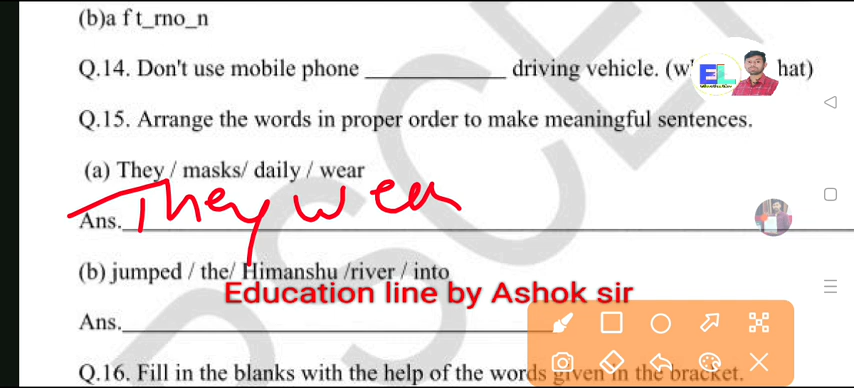 (b)a f t_rno_n
Q.14. Don't use mobile phone ____________ driving vehicle. (w' EL hat)
Q.15. Arrange the words in proper order to make meaningful sentences.
(a) They / masks/ daily / wear
They wea
Ans.
(b) jumped / the/ Himanshu /river / into
Education line by Ashok sir
Ans.
Q.16. Fill in the blanks with the help of the words given in the bracket.